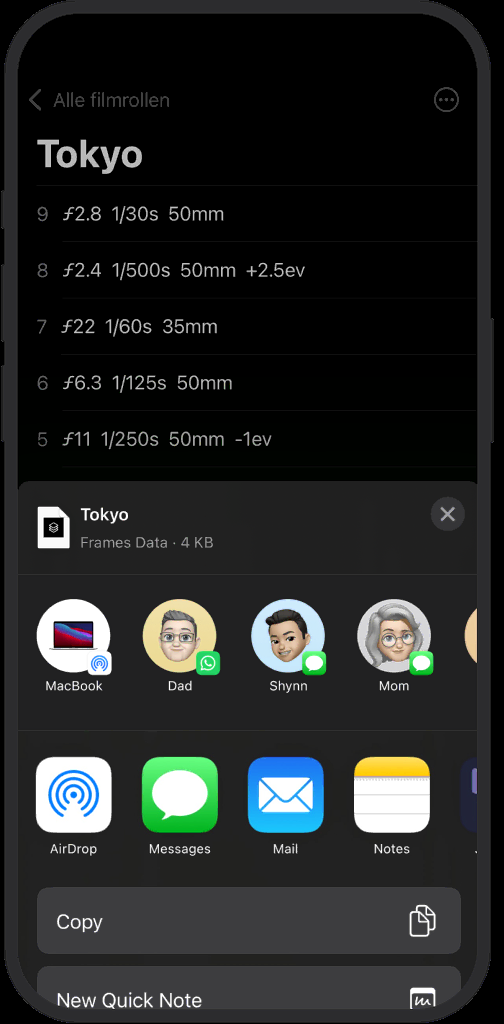 Alle filmrollen
Tokyo
9 ƒ2.8 1/30s 50mm
8 ƒ2.4 1/500s 50mm +2.5ev
7 ƒ22 1/60s 35mm
6 ƒ6.3 1/125s 50mm
5 ƒ11 1/250s 50mm -1ev
Tokyo
Frames Data · 4 KB
MacBook Dad Shynn Mom
AirDrop Messages Mail Notes
Copy
New Quick Note